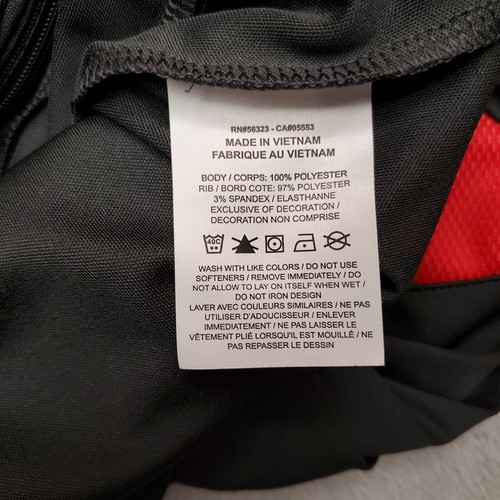 RN#56323 - CA#05553
MADE IN VIETNAM
FABRIQUE AU VIETNAM
BODY / CORPS: 100% POLYESTER
RIB / BORD COTE: 97% POLYESTER
3% SPANDEX / ELASTHANNE
EXCLUSIVE OF DECORATION /
DECORATION NON COMPRISE
40C
WASH WITH LIKE COLORS / DO NOT USE
SOFTENERS / REMOVE IMMEDIATELY / DO
NOT ALLOW TO LAY ON ITSELF WHEN WET /
DO NOT IRON DESIGN
LAVER AVEC COULEURS SIMILAIRES / NE PAS
UTILISER D'ADOUCISSEUR / ENLEVER
IMMEDIATEMENT / NE PAS LAISSER LE
VÊTEMENT PLIÉ LORSQU'IL EST MOUILLÉ / NE
PAS REPASSER LE DESSIN